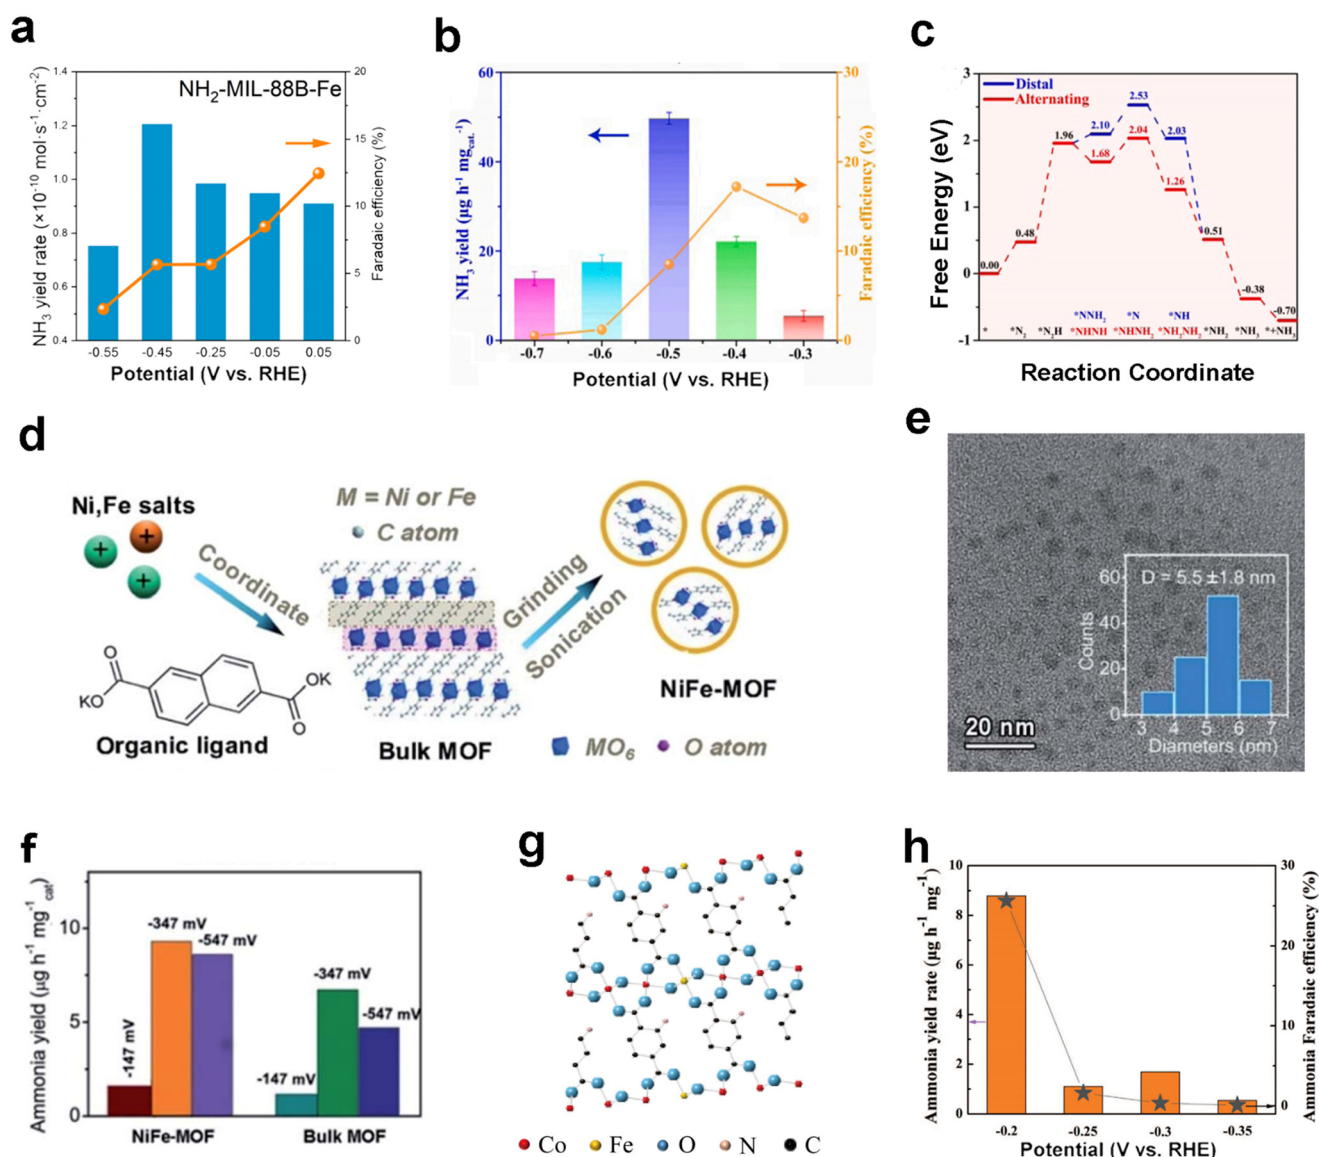 a
NH₂-MIL-88B-Fe
NH₃ yield rate (×10⁻¹⁰ mol·s⁻¹·cm⁻²)
1.4
1.2
1.0
0.8
0.6
0.4
20
15
10
5
0
Faradaic efficiency (%)
-0.55 -0.45 -0.25 -0.05 0.05
Potential (V vs. RHE)
b
NH₃ yield (μg h⁻¹ mg_cat.⁻¹)
60
40
20
0
30
20
10
0
Faradaic efficiency (%)
-0.7 -0.6 -0.5 -0.4 -0.3
Potential (V vs. RHE)
c
Free Energy (eV)
3
2
1
0
-1
Distal
Alternating
0.00
0.48
1.96
2.10
1.68
2.53
2.04
2.03
1.26
0.51
-0.38
-0.70
*NNH₂ *N *NH
* *N₂ *N₂H *NHNH *NHNH₂ *NH₂NH₂ *NH₂ *NH₃ *+NH₃
Reaction Coordinate
d
Ni,Fe salts
+
+
+
Coordinate
M = Ni or Fe
C atom
Grinding
Sonication
NiFe-MOF
O
KO
OK
O
Organic ligand
Bulk MOF
MO₆
O atom
e
D = 5.5 ±1.8 nm
Counts
60
40
20
0
3 4 5 6 7
Diameters (nm)
20 nm
f
Ammonia yield (μg h⁻¹ mg⁻¹cat)
10
5
0
-147 mV
-347 mV
-547 mV
-147 mV
-347 mV
-547 mV
NiFe-MOF Bulk MOF
g
Co Fe O N C
h
Ammonia yield rate (μg h⁻¹ mg⁻¹)
10
8
6
4
2
0
30
20
10
0
Ammonia Faradaic efficiency (%)
-0.2 -0.25 -0.3 -0.35
Potential (V vs. RHE)